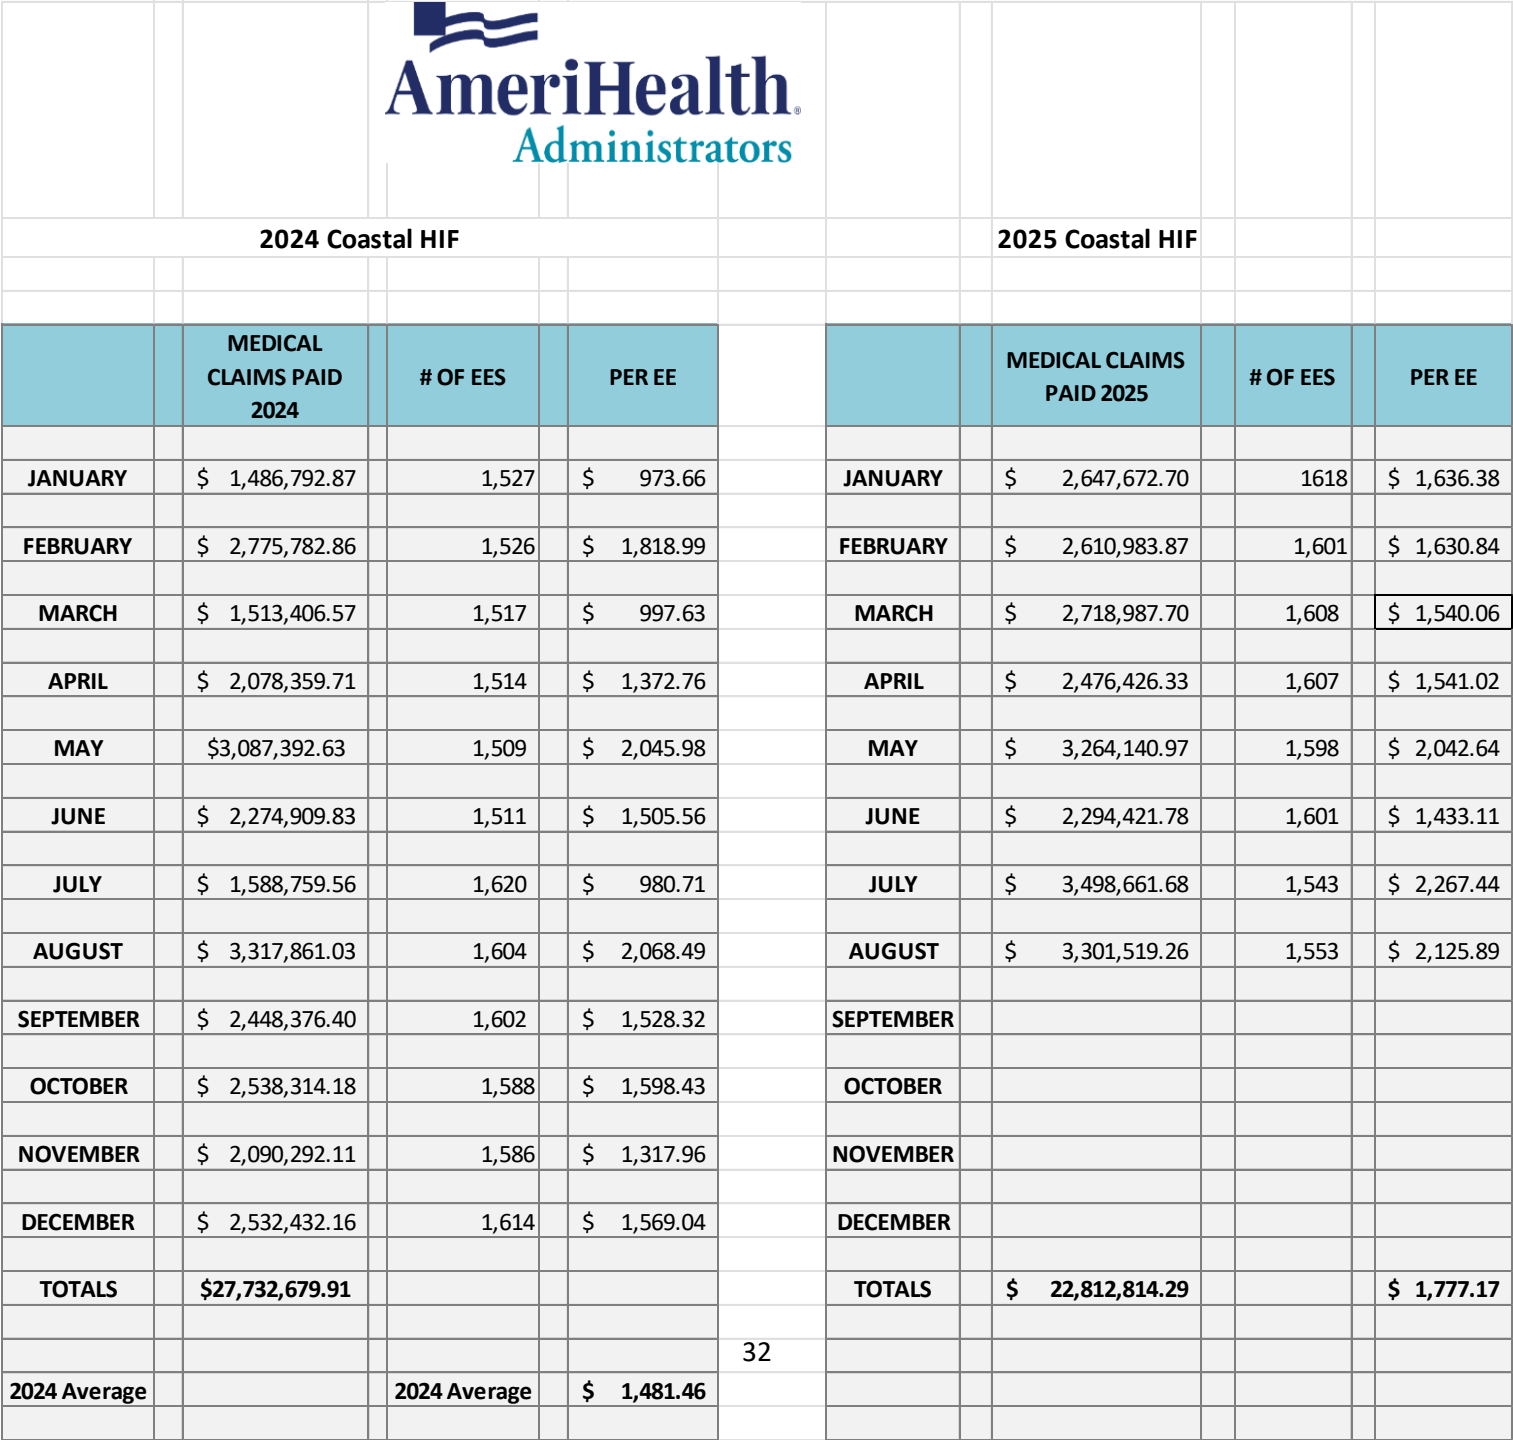 AmeriHealth®
Administrators
2024 Coastal HIF 2025 Coastal HIF
MEDICAL CLAIMS PAID 2024 # OF EES PER EE MEDICAL CLAIMS PAID 2025 # OF EES PER EE
JANUARY $ 1,486,792.87 1,527 $ 973.66 JANUARY $ 2,647,672.70 1618 $ 1,636.38
FEBRUARY $ 2,775,782.86 1,526 $ 1,818.99 FEBRUARY $ 2,610,983.87 1,601 $ 1,630.84
MARCH $ 1,513,406.57 1,517 $ 997.63 MARCH $ 2,718,987.70 1,608 $ 1,540.06
APRIL $ 2,078,359.71 1,514 $ 1,372.76 APRIL $ 2,476,426.33 1,607 $ 1,541.02
MAY $3,087,392.63 1,509 $ 2,045.98 MAY $ 3,264,140.97 1,598 $ 2,042.64
JUNE $ 2,274,909.83 1,511 $ 1,505.56 JUNE $ 2,294,421.78 1,601 $ 1,433.11
JULY $ 1,588,759.56 1,620 $ 980.71 JULY $ 3,498,661.68 1,543 $ 2,267.44
AUGUST $ 3,317,861.03 1,604 $ 2,068.49 AUGUST $ 3,301,519.26 1,553 $ 2,125.89
SEPTEMBER $ 2,448,376.40 1,602 $ 1,528.32 SEPTEMBER
OCTOBER $ 2,538,314.18 1,588 $ 1,598.43 OCTOBER
NOVEMBER $ 2,090,292.11 1,586 $ 1,317.96 NOVEMBER
DECEMBER $ 2,532,432.16 1,614 $ 1,569.04 DECEMBER
TOTALS $27,732,679.91 TOTALS $ 22,812,814.29 $ 1,777.17
32
2024 Average 2024 Average $ 1,481.46